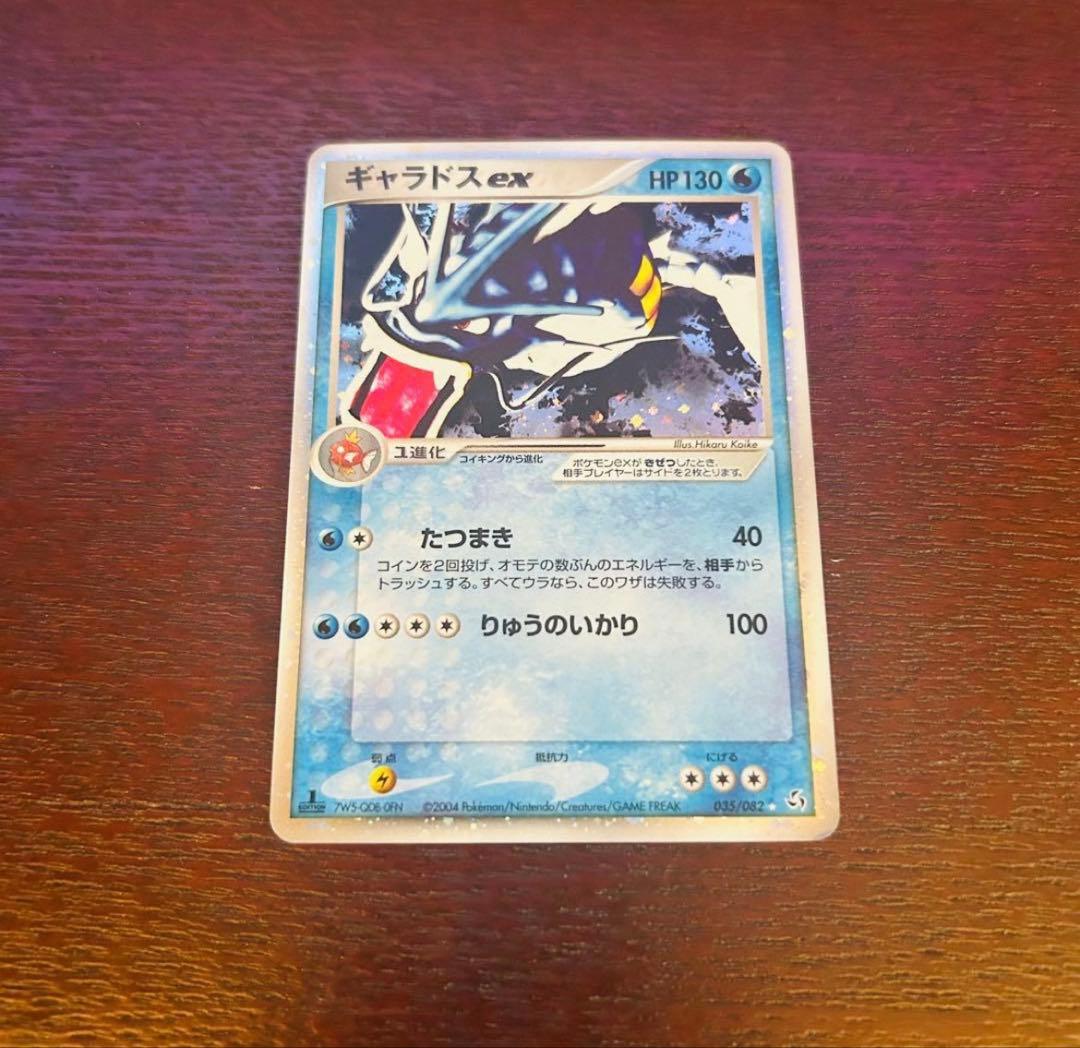 ギャラドスex HP130
Illus.Hikaru Koike
1進化 コイキングから進化
ポケモンexが きぜつしたとき、
相手プレイヤーはサイドを2枚とります。
たつまき 40
コインを2回投げ、オモテの数ぶんのエネルギーを、相手から
トラッシュする。すべてウラなら、このワザは失敗する。
りゅうのいかり 100
弱点 抵抗力 にげる
1 EDITION 7W5-Q08-0FN ©2004 Pokémon/Nintendo/Creatures/GAME FREAK 035/082